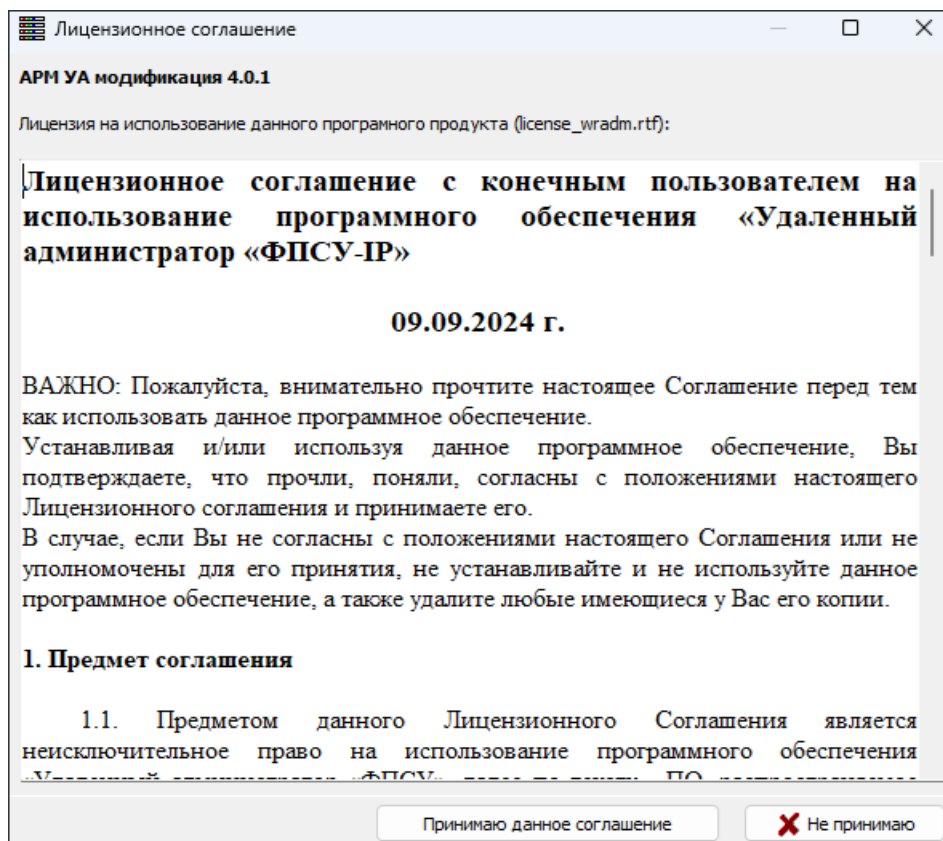 Лицензионное соглашение
АРМ УА модификация 4.0.1
Лицензия на использование данного програмного продукта (license_wradm.rtf):
Лицензионное соглашение с конечным пользователем на
использование программного обеспечения «Удаленный
администратор «ФПСУ-IP»
09.09.2024 г.
ВАЖНО: Пожалуйста, внимательно прочтите настоящее Соглашение перед тем
как использовать данное программное обеспечение.
Устанавливая и/или используя данное программное обеспечение, Вы
подтверждаете, что прочли, поняли, согласны с положениями настоящего
Лицензионного соглашения и принимаете его.
В случае, если Вы не согласны с положениями настоящего Соглашения или не
уполномочены для его принятия, не устанавливайте и не используйте данное
программное обеспечение, а также удалите любые имеющиеся у Вас его копии.
1. Предмет соглашения
1.1. Предметом данного Лицензионного Соглашения является
неисключительное право на использование программного обеспечения
«Удаленный администратор «ФПСУ»
Принимаю данное соглашение
Не принимаю